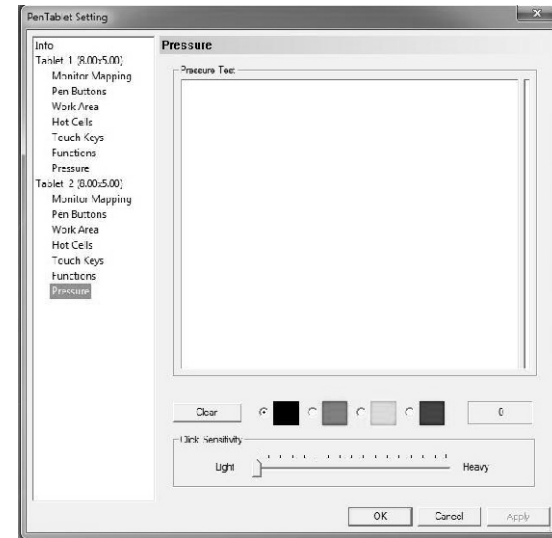 PenTablet Setting
Info
Tablet 1 (8.00x5.00)
Monitor Mapping
Pen Buttons
Work Area
Hot Cells
Touch Keys
Functions
Pressure
Tablet 2 (8.00x5.00)
Monitor Mapping
Pen Buttons
Work Area
Hot Cells
Touch Keys
Functions
Pressure
Pressure
Pressure Test
Clear
0
Click Sensitivity
Light
Heavy
OK
Cancel
Apply